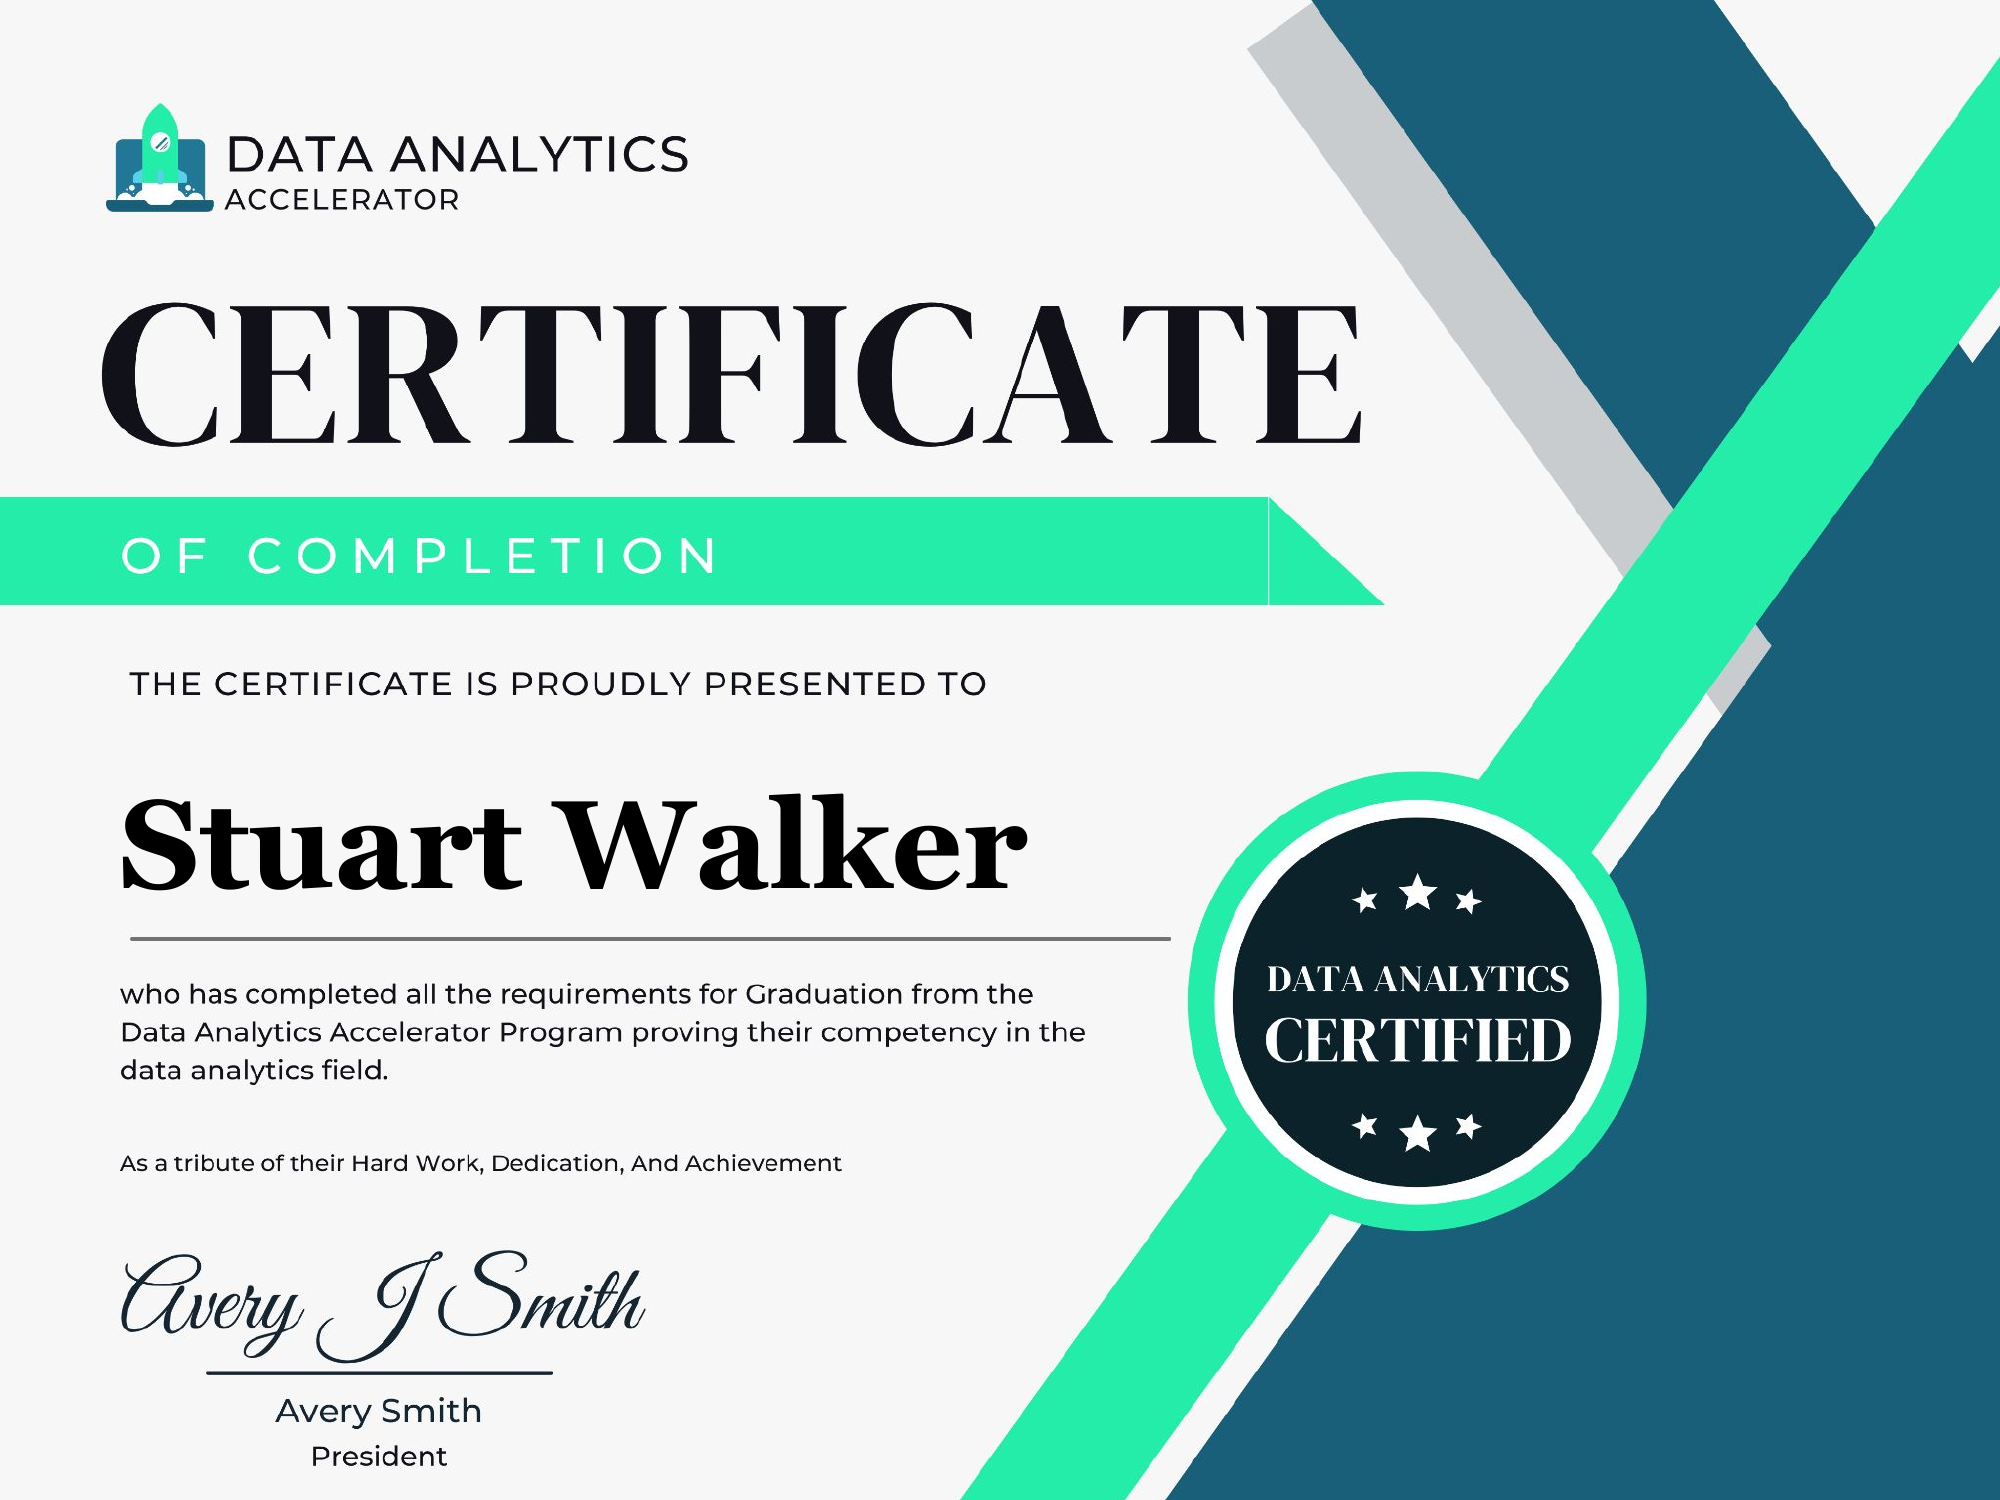 DATA ANALYTICS
ACCELERATOR
CERTIFICATE
OF COMPLETION
THE CERTIFICATE IS PROUDLY PRESENTED TO
Stuart Walker
who has completed all the requirements for Graduation from the
Data Analytics Accelerator Program proving their competency in the
data analytics field.
As a tribute of their Hard Work, Dedication, And Achievement
DATA ANALYTICS
CERTIFIED
Avery J Smith
Avery Smith
President